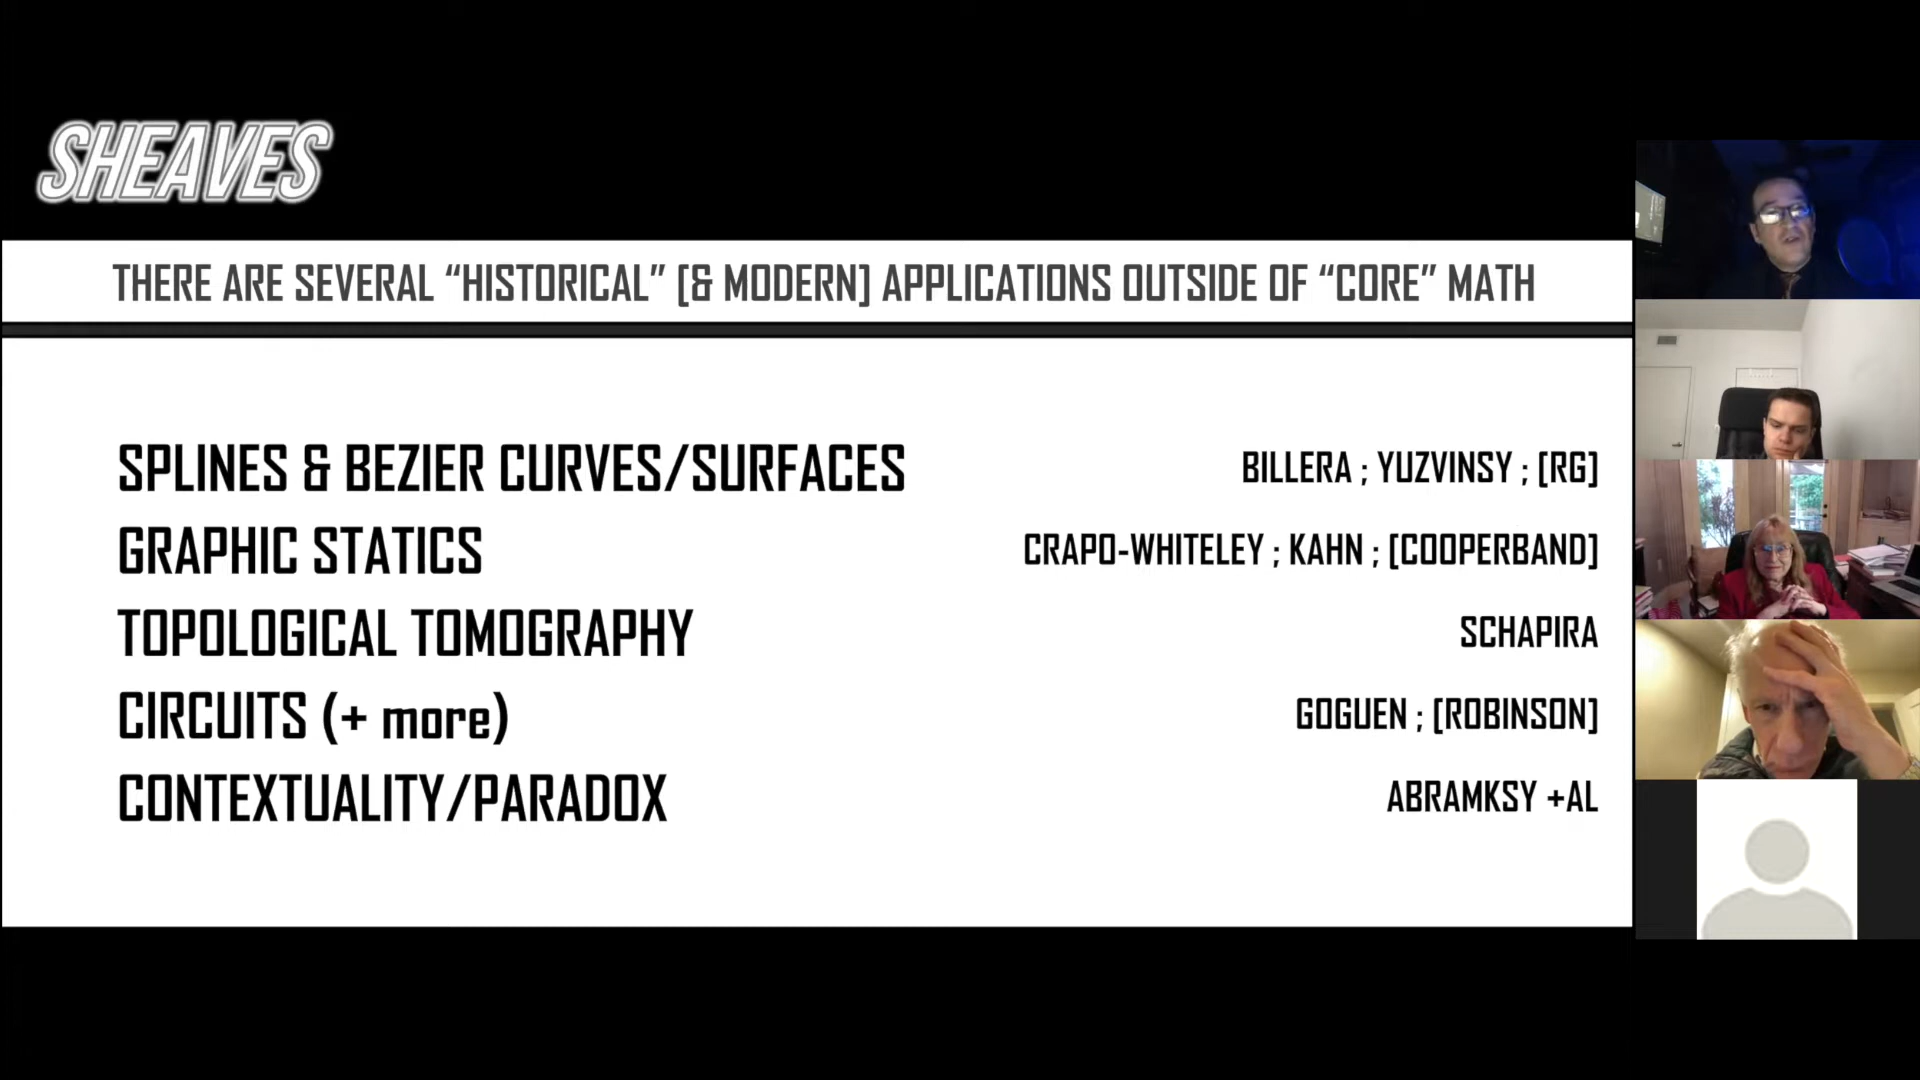 SHEAVES
THERE ARE SEVERAL “HISTORICAL” [& MODERN] APPLICATIONS OUTSIDE OF “CORE” MATH
SPLINES & BEZIER CURVES/SURFACES
BILLERA ; YUZVINSY ; [RG]
GRAPHIC STATICS
CRAPO-WHITELEY ; KAHN ; [COOPERBAND]
TOPOLOGICAL TOMOGRAPHY
SCHAPIRA
CIRCUITS (+ more)
GOGUEN ; [ROBINSON]
CONTEXTUALITY/PARADOX
ABRAMKSY +AL